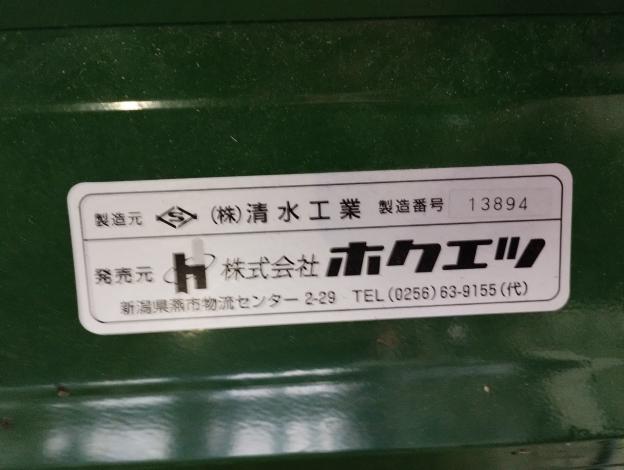 製造元 S (株)清水工業 製造番号 13894
発売元 h 株式会社ホクエツ
新潟県燕市物流センター 2-29 TEL(0256)63-9155(代)